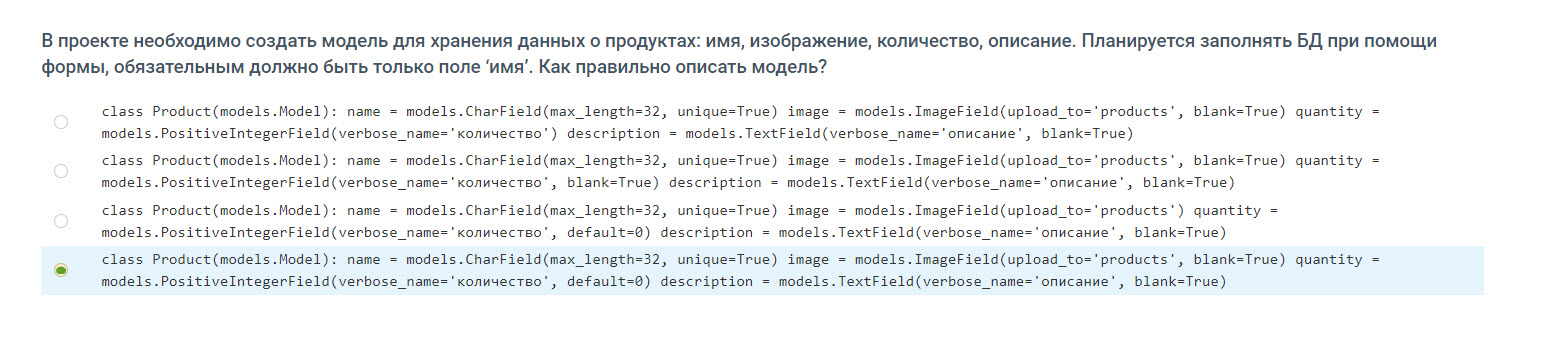 В проекте необходимо создать модель для хранения данных о продуктах: имя, изображение, количество, описание. Планируется заполнять БД при помощи
формы, обязательным должно быть только поле ‘имя’. Как правильно описать модель?
class Product(models.Model): name = models.CharField(max_length=32, unique=True) image = models.ImageField(upload_to='products', blank=True) quantity =
models.PositiveIntegerField(verbose_name='количество') description = models.TextField(verbose_name='описание', blank=True)
class Product(models.Model): name = models.CharField(max_length=32, unique=True) image = models.ImageField(upload_to='products', blank=True) quantity =
models.PositiveIntegerField(verbose_name='количество', blank=True) description = models.TextField(verbose_name='описание', blank=True)
class Product(models.Model): name = models.CharField(max_length=32, unique=True) image = models.ImageField(upload_to='products') quantity =
models.PositiveIntegerField(verbose_name='количество', default=0) description = models.TextField(verbose_name='описание', blank=True)
class Product(models.Model): name = models.CharField(max_length=32, unique=True) image = models.ImageField(upload_to='products', blank=True) quantity =
models.PositiveIntegerField(verbose_name='количество', default=0) description = models.TextField(verbose_name='описание', blank=True)